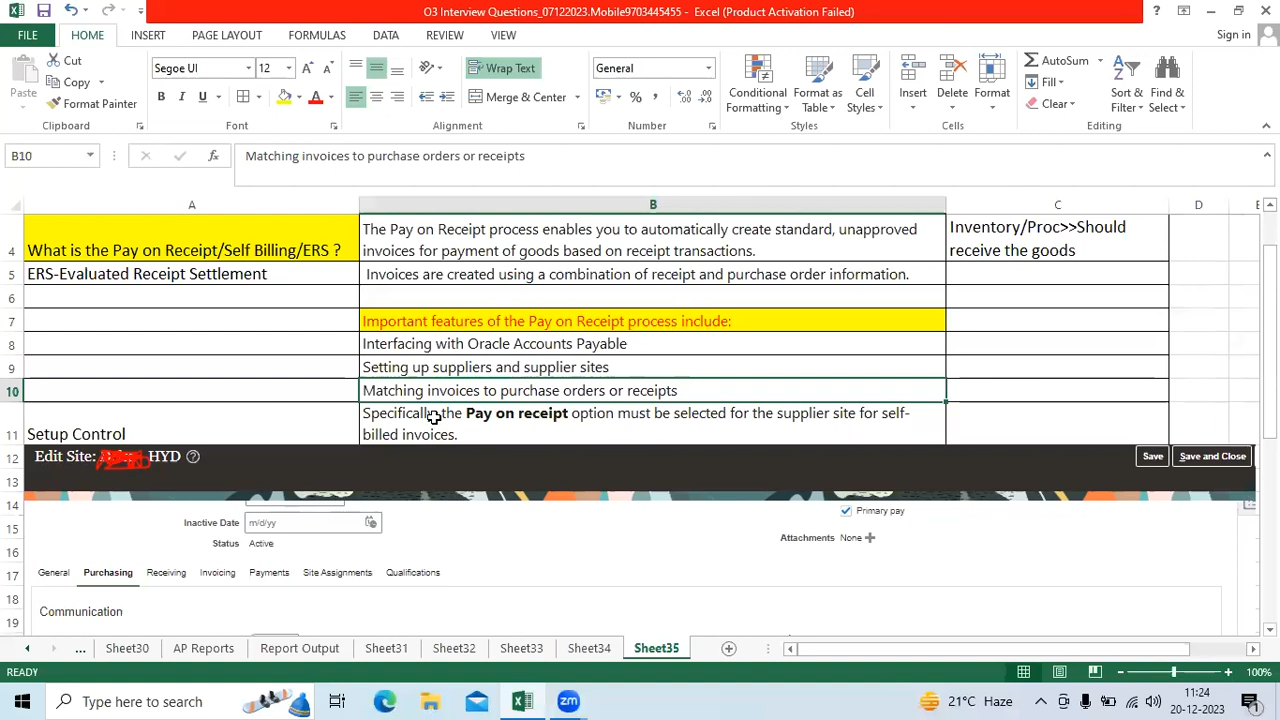 O3 Interview Questions_07122023.Mobile9703445455 - Excel (Product Activation Failed)
FILE HOME INSERT PAGE LAYOUT FORMULAS DATA REVIEW VIEW Sign in
Cut
Copy
Format Painter
Paste
Segoe UI 12
B I U A
Wrap Text
Merge & Center
General
% ,
Conditional Formatting
Format as Table
Cell Styles
Insert Delete Format
AutoSum
Fill
Clear
Sort & Filter
Find & Select
Clipboard Font Alignment Number Styles Cells Editing
B10 fx Matching invoices to purchase orders or receipts
A B C D E
The Pay on Receipt process enables you to automatically create standard, unapproved Inventory/Proc>>Should
4 What is the Pay on Receipt/Self Billing/ERS ? invoices for payment of goods based on receipt transactions. receive the goods
5 ERS-Evaluated Receipt Settlement Invoices are created using a combination of receipt and purchase order information.
6
7 Important features of the Pay on Receipt process include:
8 Interfacing with Oracle Accounts Payable
9 Setting up suppliers and supplier sites
10 Matching invoices to purchase orders or receipts
Specifically the Pay on receipt option must be selected for the supplier site for self-
11 Setup Control billed invoices.
12 Edit Site: HYD ? Save Save and Close
13
14
Primary pay
15 Inactive Date m/d/yy
Attachments None
16 Status Active
17 General Purchasing Receiving Invoicing Payments Site Assignments Qualifications
18
19 Communication
... Sheet30 AP Reports Report Output Sheet31 Sheet32 Sheet33 Sheet34 Sheet35
READY 100%
Type here to search 21°C Haze 11:24
20-12-2023